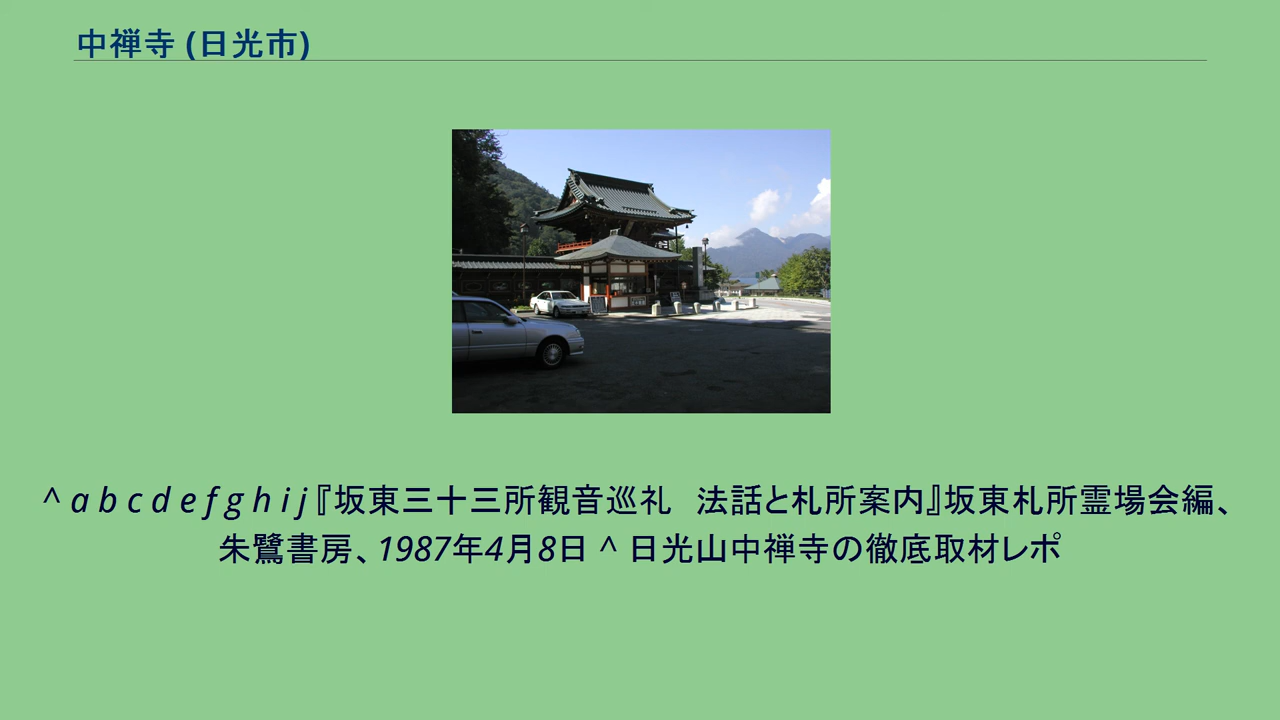 中禅寺 (日光市)
^ a b c d e f g h i j『坂東三十三所観音巡礼　法話と札所案内』坂東札所霊場会編、
朱鷺書房、1987年4月8日 ^ 日光山中禅寺の徹底取材レポ